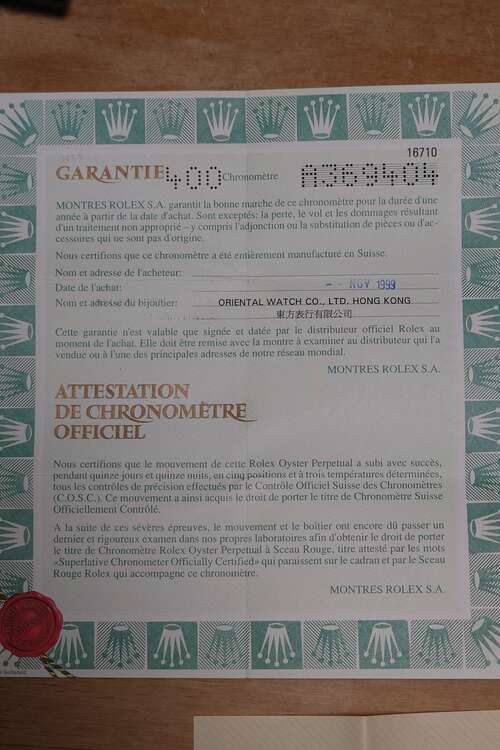 16710
GARANTIE 400 Chronomètre A369404
MONTRES ROLEX S.A. garantit la bonne marche de ce chronomètre pour la durée d'une
année à partir de la date d'achat. Sont exceptés: la perte, le vol et les dommages résultant
d'un traitement non approprié – y compris l'adjonction ou la substitution de pièces ou d'ac-
cessoires qui ne sont pas d'origine.
Nous certifions que ce chronomètre a été entièrement manufacturé en Suisse.
Nom et adresse de l'acheteur:
Date de l'achat: - - NOV 1999
Nom et adresse du bijoutier: ORIENTAL WATCH CO., LTD. HONG KONG
東方表行有限公司
Cette garantie n'est valable que signée et datée par le distributeur officiel Rolex au
moment de l'achat. Elle doit être remise avec la montre à examiner au distributeur qui l'a
vendue ou à l'une des principales adresses de notre réseau mondial.
MONTRES ROLEX S.A.
ATTESTATION
DE CHRONOMÈTRE
OFFICIEL
Nous certifions que le mouvement de cette Rolex Oyster Perpetual a subi avec succès,
pendant quinze jours et quinze nuits, en cinq positions et à trois températures déterminées,
tous les contrôles de précision effectués par le Contrôle Officiel Suisse des Chronomètres
(C.O.S.C.). Ce mouvement a ainsi acquis le droit de porter le titre de Chronomètre Suisse
Officiellement Contrôlé.
A la suite de ces sévères épreuves, le mouvement et le boîtier ont encore dû passer un
dernier et rigoureux examen dans nos propres laboratoires afin d'obtenir le droit de porter
le titre de Chronomètre Rolex Oyster Perpetual à Sceau Rouge, titre attesté par les mots
«Superlative Chronometer Officially Certified» qui paraissent sur le cadran et par le Sceau
Rouge Rolex qui accompagne ce chronomètre.
MONTRES ROLEX S.A.